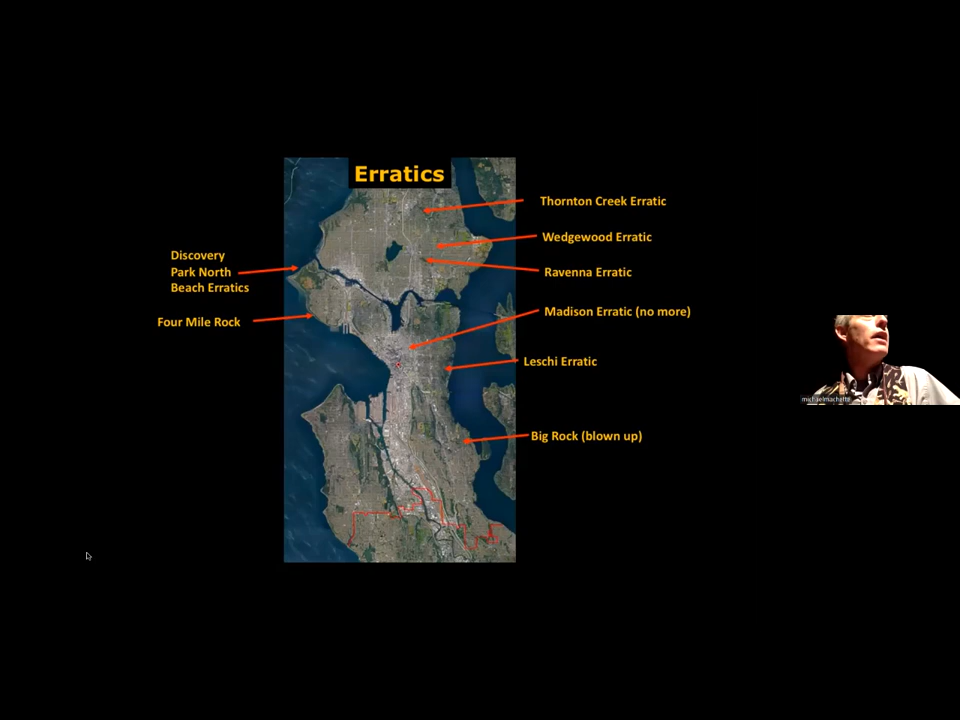 Erratics
Thornton Creek Erratic
Wedgewood Erratic
Discovery
Park North
Beach Erratics
Ravenna Erratic
Four Mile Rock
Madison Erratic (no more)
Leschi Erratic
michaelmachette
Big Rock (blown up)